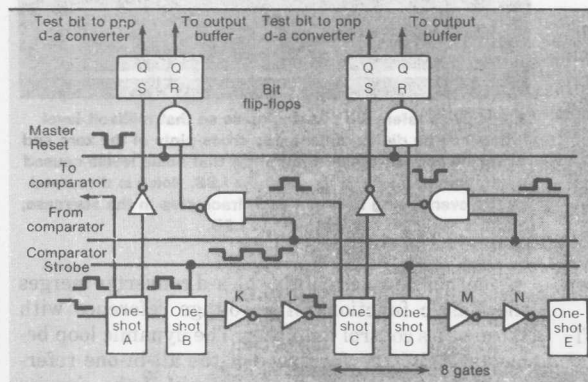 Test bit to pnp
d-a converter
To output
buffer
Test bit to pnp
d-a converter
To output
buffer
Q Q
S R
Q Q
S R
Bit
flip-flops
Master
Reset
To
comparator
From
comparator
Comparator
Strobe
K L M N
One-
shot
A
One-
shot
B
One-
shot
C
One-
shot
D
One-
shot
E
8 gates